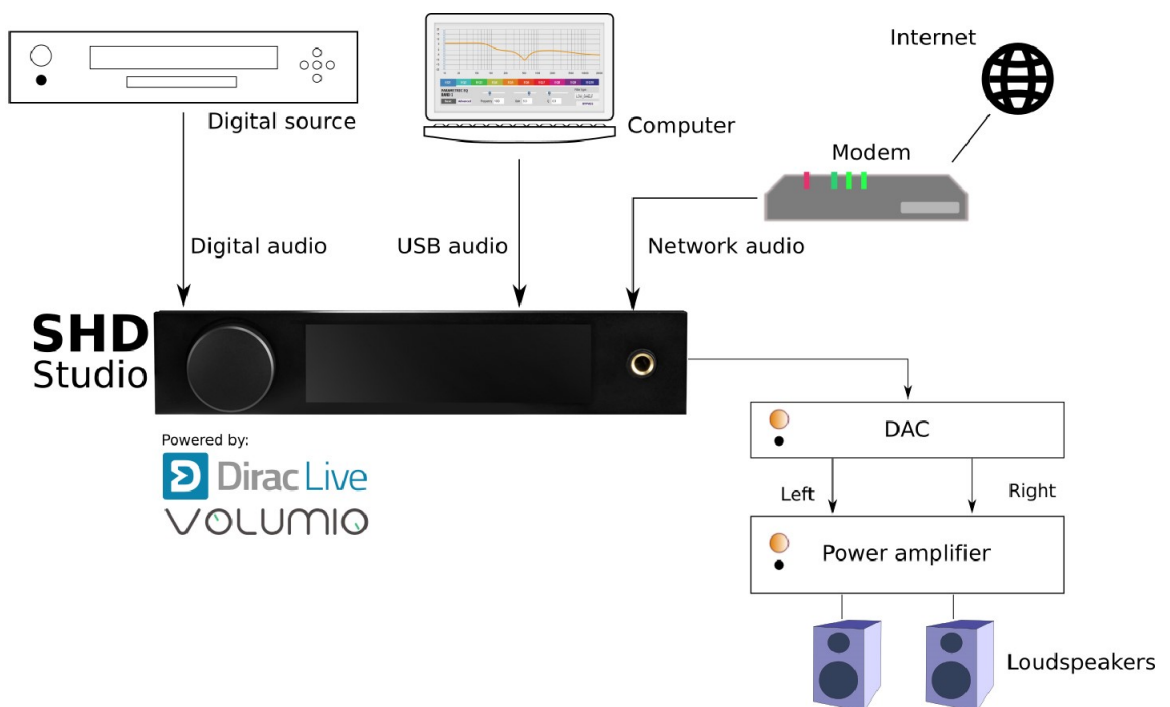 Internet
Digital source
Computer
Modem
Digital audio
USB audio
Network audio
SHD
Studio
Powered by:
Dirac Live
VOLUMIO
DAC
Left
Right
Power amplifier
Loudspeakers